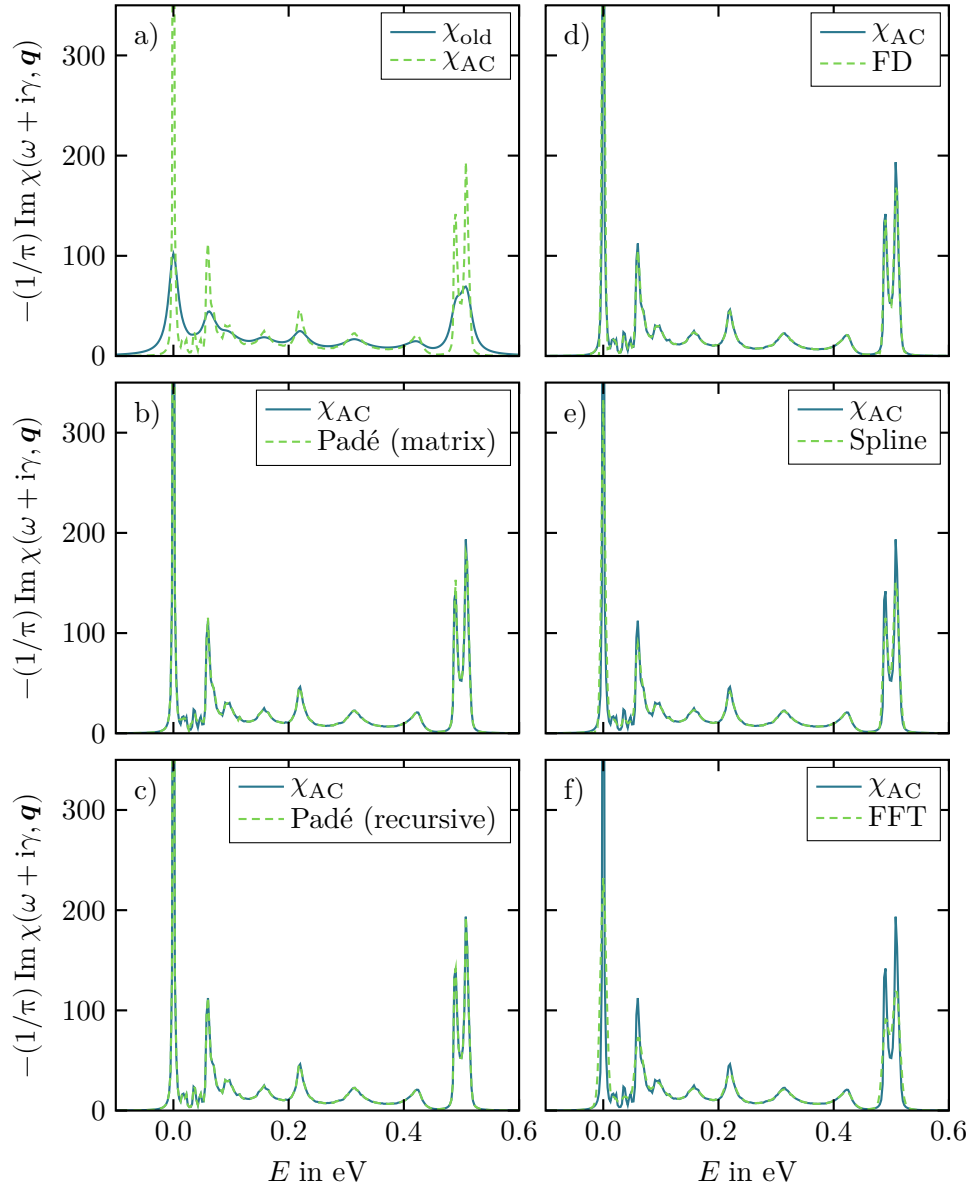 a)
χold
χAC
−(1/π) Im χ(ω + iγ, q)
0
100
200
300
d)
χAC
FD
b)
χAC
Padé (matrix)
−(1/π) Im χ(ω + iγ, q)
0
100
200
300
e)
χAC
Spline
c)
χAC
Padé (recursive)
−(1/π) Im χ(ω + iγ, q)
0
100
200
300
0.0 0.2 0.4 0.6
E in eV
f)
χAC
FFT
0.0 0.2 0.4 0.6
E in eV